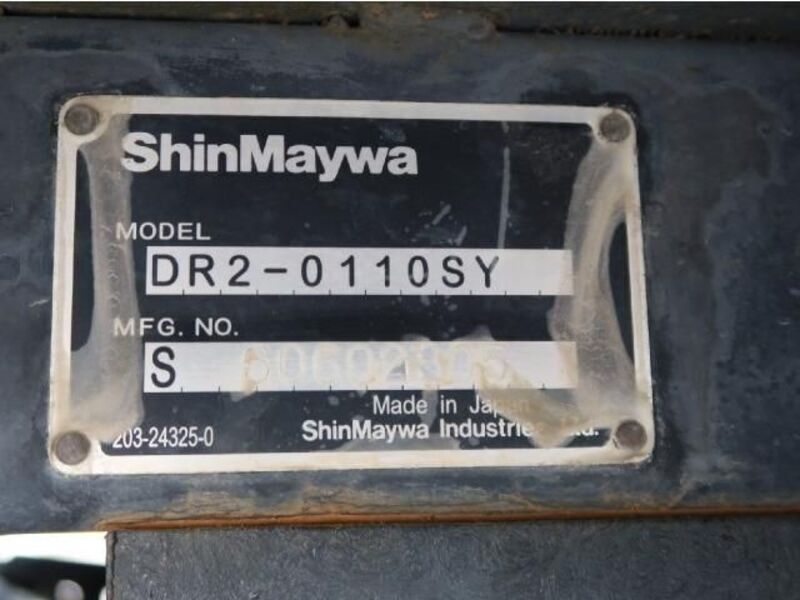 ShinMaywa
MODEL
DR2-0110SY
MFG. NO.
S
Made in Japan
203-24325-0
ShinMaywa Industries, Ltd.